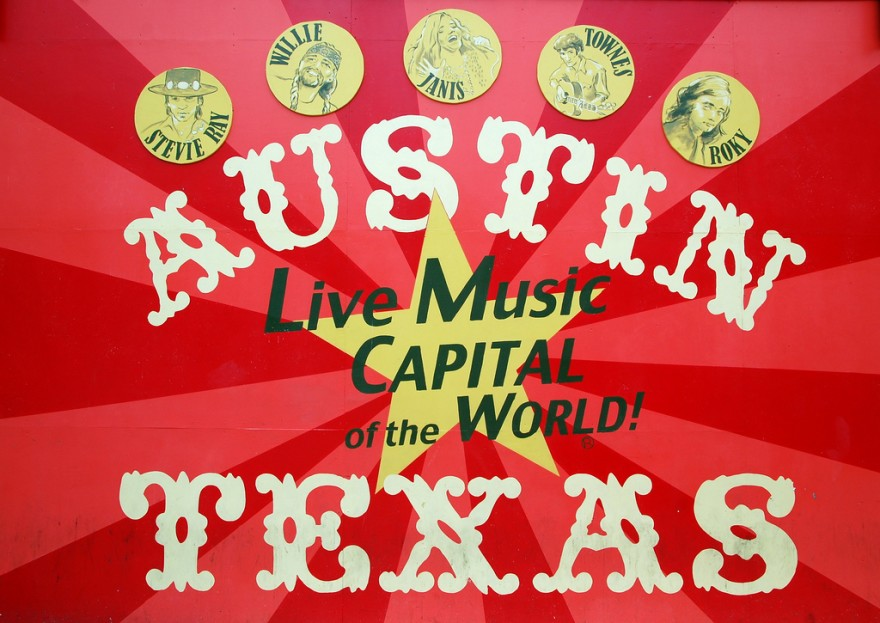 STEVIE RAY
WILLIE
JANIS
TOWNES
ROKY
AUSTIN
Live Music
CAPITAL
of the WORLD!
®
TEXAS